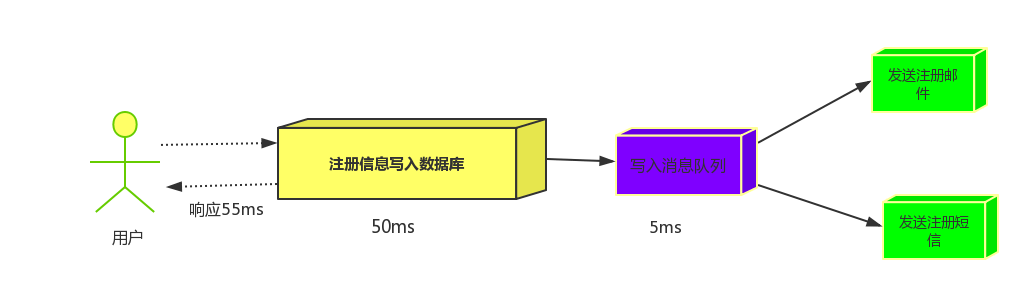 发送注册邮
件
注册信息写入数据库
写入消息队列
响应55ms
用户
50ms
5ms
发送注册短
信